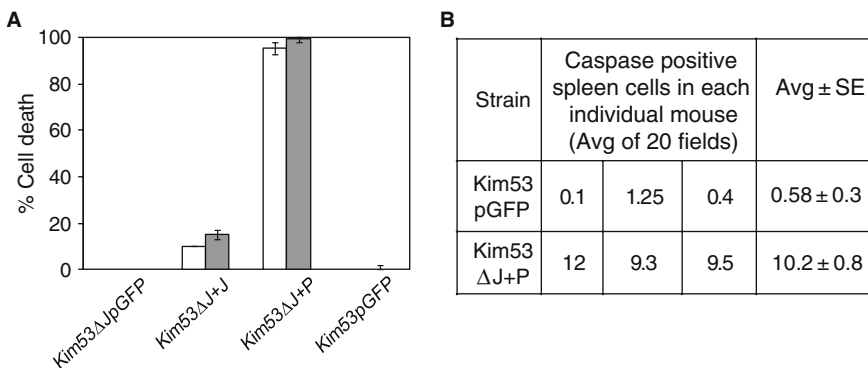 A
% Cell death
100
80
60
40
20
0
Kim53ΔJpGFP
Kim53ΔJ+J
Kim53ΔJ+P
Kim53pGFP
B
Strain
Caspase positive
spleen cells in each
individual mouse
(Avg of 20 fields)
Avg ± SE
Kim53
pGFP
0.1
1.25
0.4
0.58 ± 0.3
Kim53
ΔJ+P
12
9.3
9.5
10.2 ± 0.8